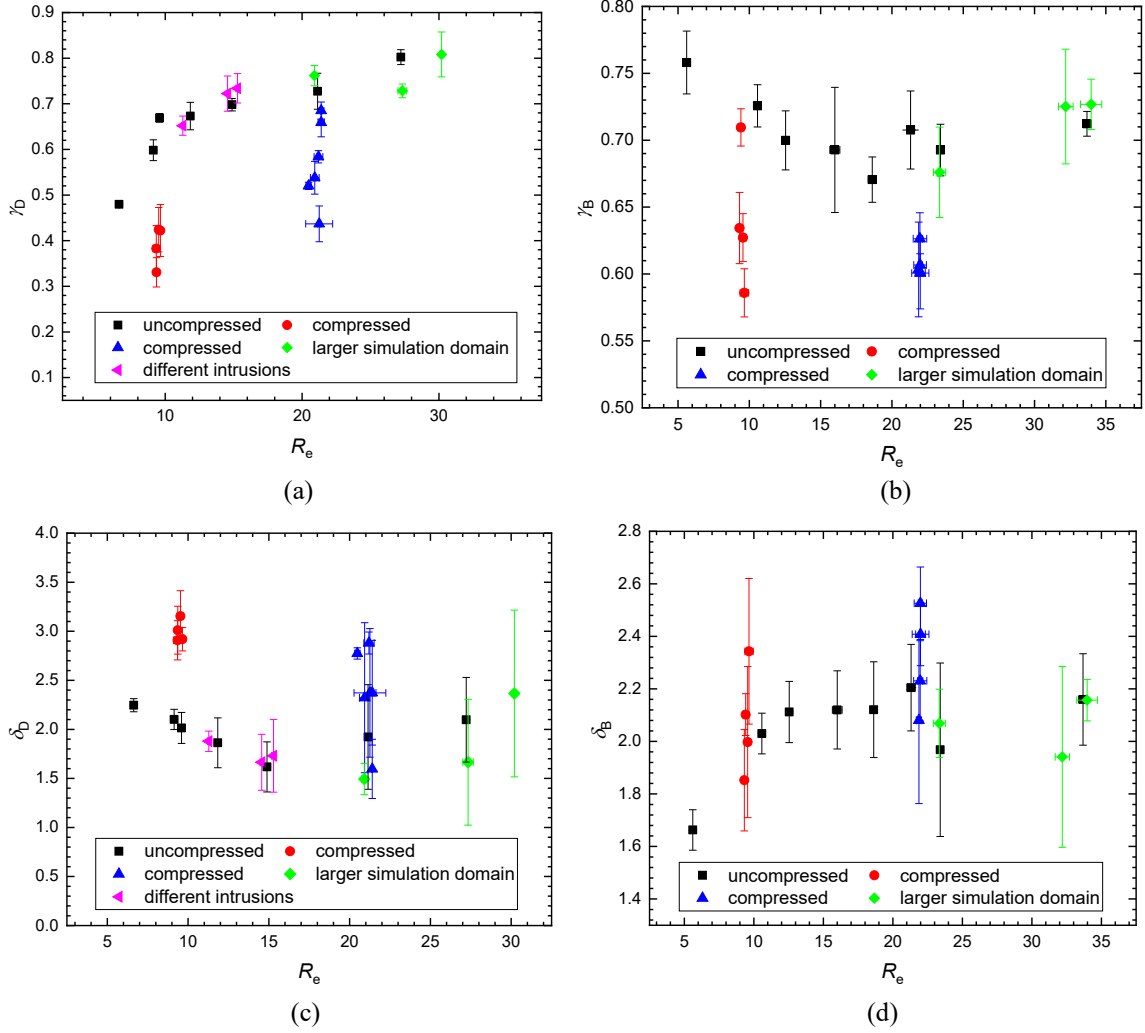 γD
0.9
0.8
0.7
0.6
0.5
0.4
0.3
0.2
0.1
uncompressed compressed
compressed larger simulation domain
different intrusions
10 20 30
Re
(a)
γB
0.80
0.75
0.70
0.65
0.60
0.55
0.50
uncompressed compressed
compressed larger simulation domain
5 10 15 20 25 30 35
Re
(b)
δD
4.0
3.5
3.0
2.5
2.0
1.5
1.0
0.5
0.0
uncompressed compressed
compressed larger simulation domain
different intrusions
5 10 15 20 25 30
Re
(c)
δB
2.8
2.6
2.4
2.2
2.0
1.8
1.6
1.4
uncompressed compressed
compressed larger simulation domain
5 10 15 20 25 30 35
Re
(d)